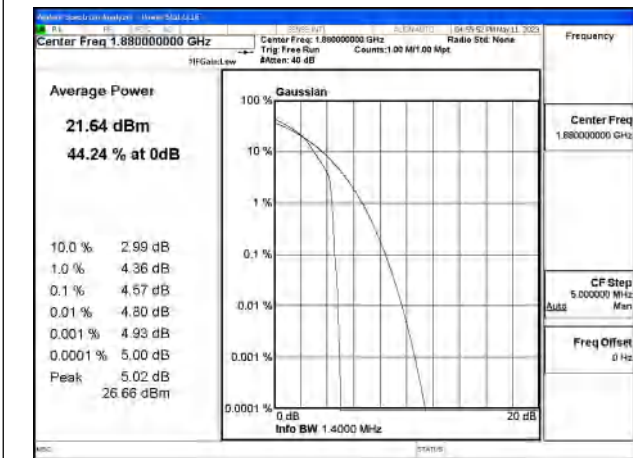 Center Freq 1.880000000 GHz
Center Freq: 1.880000000 GHz
Radio Std: None
Trig: Free Run
Counts:1.00 M/1.00 Mpt
#IFGain:Low
#Atten: 40 dB
Frequency
Average Power
21.64 dBm
44.24 % at 0dB
10.0 % 2.99 dB
1.0 % 4.36 dB
0.1 % 4.57 dB
0.01 % 4.80 dB
0.001 % 4.93 dB
0.0001 % 5.00 dB
Peak 5.02 dB
26.66 dBm
Gaussian
100 %
10 %
1 %
0.1 %
0.01 %
0.001 %
0.0001 %
0 dB
20 dB
Info BW 1.4000 MHz
Center Freq
1.880000000 GHz
CF Step
5.000000 MHz
Auto Man
Freq Offset
0 Hz
MSG
STATUS